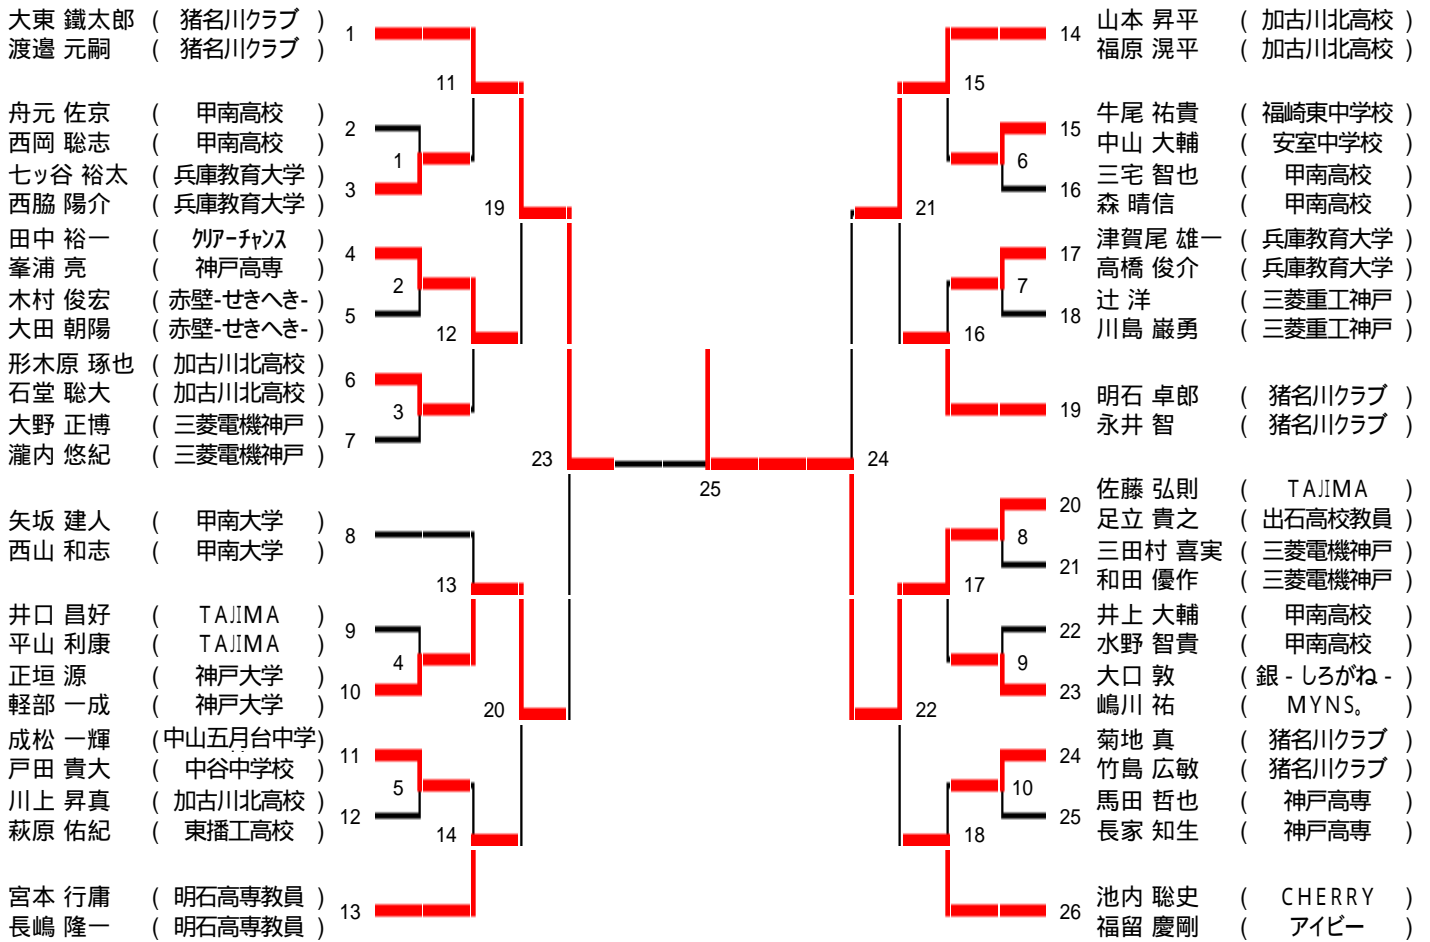 大東 鐵太郎 ( 猪名川クラブ ) 1
渡邉 元嗣 ( 猪名川クラブ )
11
舟元 佐京 ( 甲南高校 ) 2
西岡 聡志 ( 甲南高校 )
1
七ッ谷 裕太 ( 兵庫教育大学 ) 3
西脇 陽介 ( 兵庫教育大学 )
19
田中 裕一 ( クリアーチャンス ) 4
峯浦 亮 ( 神戸高専 )
2
木村 俊宏 ( 赤壁-せきへき- ) 5
大田 朝陽 ( 赤壁-せきへき- )
12
形木原 琢也 ( 加古川北高校 ) 6
石堂 聡大 ( 加古川北高校 )
3
大野 正博 ( 三菱電機神戸 ) 7
瀧内 悠紀 ( 三菱電機神戸 )
23
矢坂 建人 ( 甲南大学 ) 8
西山 和志 ( 甲南大学 )
13
井口 昌好 ( TAJIMA ) 9
平山 利康 ( TAJIMA )
4
正垣 源 ( 神戸大学 ) 10
軽部 一成 ( 神戸大学 )
20
成松 一輝 ( 中山五月台中学 ) 11
戸田 貴大 ( 中谷中学校 )
5
川上 昇真 ( 加古川北高校 ) 12
萩原 佑紀 ( 東播工高校 )
14
宮本 行庸 ( 明石高専教員 ) 13
長嶋 隆一 ( 明石高専教員 )
25
14 山本 昇平 ( 加古川北高校 )
福原 滉平 ( 加古川北高校 )
15
15 牛尾 祐貴 ( 福崎東中学校 )
中山 大輔 ( 安室中学校 )
6
16 三宅 智也 ( 甲南高校 )
森 晴信 ( 甲南高校 )
21
17 津賀尾 雄一 ( 兵庫教育大学 )
高橋 俊介 ( 兵庫教育大学 )
7
18 辻 洋 ( 三菱重工神戸 )
川島 巌勇 ( 三菱重工神戸 )
16
19 明石 卓郎 ( 猪名川クラブ )
永井 智 ( 猪名川クラブ )
24
20 佐藤 弘則 ( TAJIMA )
足立 貴之 ( 出石高校教員 )
8
21 三田村 喜実 ( 三菱電機神戸 )
和田 優作 ( 三菱電機神戸 )
17
22 井上 大輔 ( 甲南高校 )
水野 智貴 ( 甲南高校 )
9
23 大口 敦 ( 銀 - しろがね - )
嶋川 祐 ( MYNS。 )
22
24 菊地 真 ( 猪名川クラブ )
竹島 広敏 ( 猪名川クラブ )
10
25 馬田 哲也 ( 神戸高専 )
長家 知生 ( 神戸高専 )
18
26 池内 聡史 ( CHERRY )
福留 慶剛 ( アイビー )